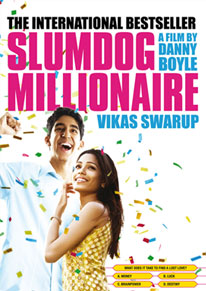 THE INTERNATIONAL BESTSELLER
SLUMDOG
A FILM BY
DANNY
BOYLE
MILLIONAIRE
VIKAS SWARUP
WHAT DOES IT TAKE TO FIND A LOST LOVE?
A. MONEY
B. LUCK
C. SMARTS
D. DESTINY